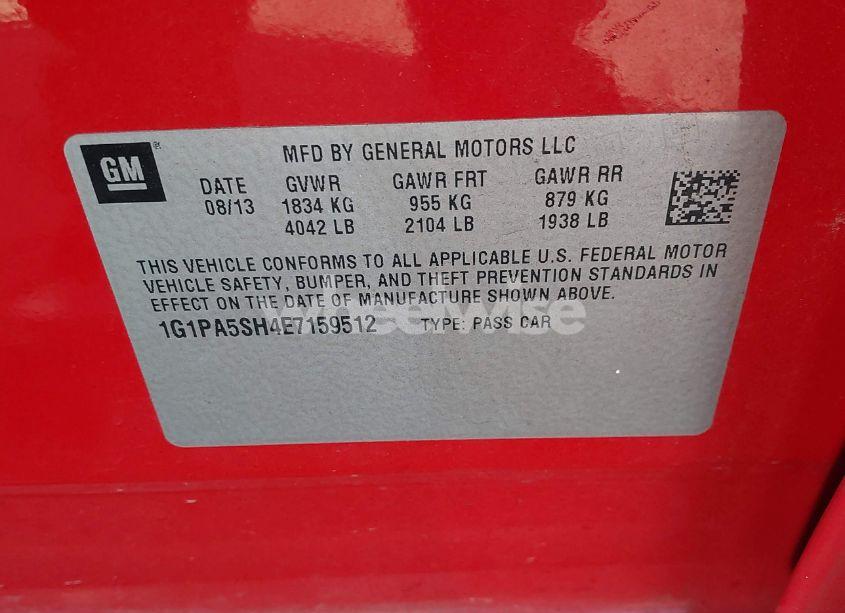 GM
MFD BY GENERAL MOTORS LLC
DATE GVWR GAWR FRT GAWR RR
08/13 1834 KG 955 KG 879 KG
4042 LB 2104 LB 1938 LB
THIS VEHICLE CONFORMS TO ALL APPLICABLE U.S. FEDERAL MOTOR
VEHICLE SAFETY, BUMPER, AND THEFT PREVENTION STANDARDS IN
EFFECT ON THE DATE OF MANUFACTURE SHOWN ABOVE.
1G1PA5SH4E7159512 TYPE: PASS CAR
wheelwise